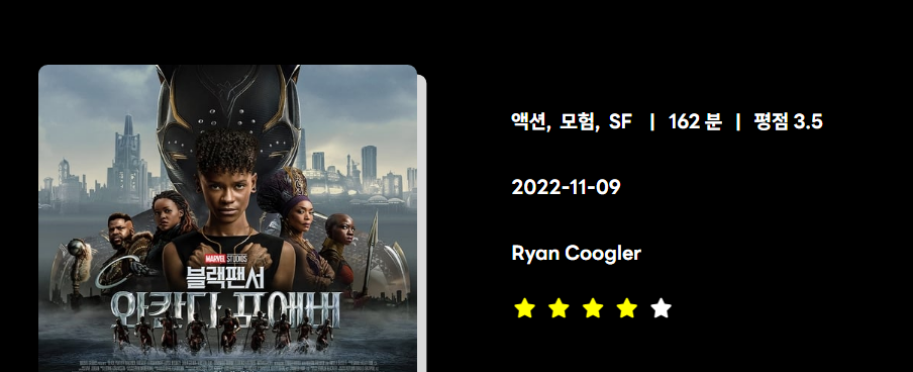 액션, 모험, SF | 162 분 | 평점 3.5
2022-11-09
Ryan Coogler
MARVEL STUDIOS
블랙팬서
와칸다 포에버